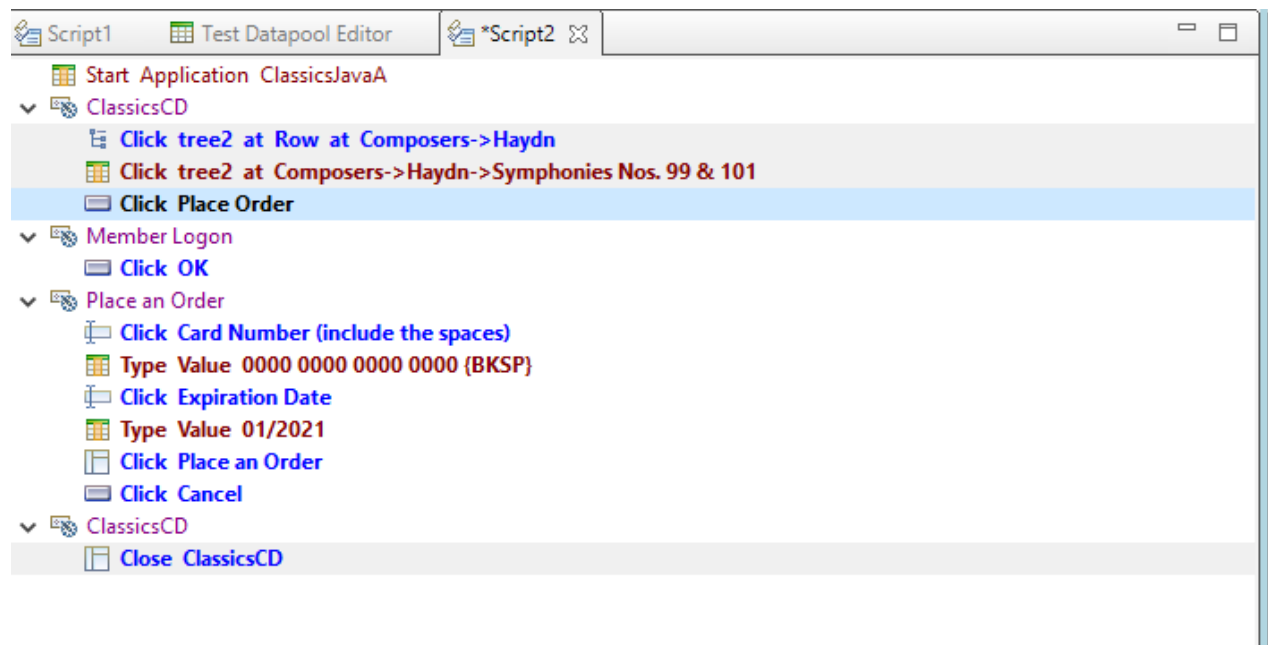 Script1 Test Datapool Editor *Script2
Start Application ClassicsJavaA
ClassicsCD
Click tree2 at Row at Composers->Haydn
Click tree2 at Composers->Haydn->Symphonies Nos. 99 & 101
Click Place Order
Member Logon
Click OK
Place an Order
Click Card Number (include the spaces)
Type Value 0000 0000 0000 0000 {BKSP}
Click Expiration Date
Type Value 01/2021
Click Place an Order
Click Cancel
ClassicsCD
Close ClassicsCD